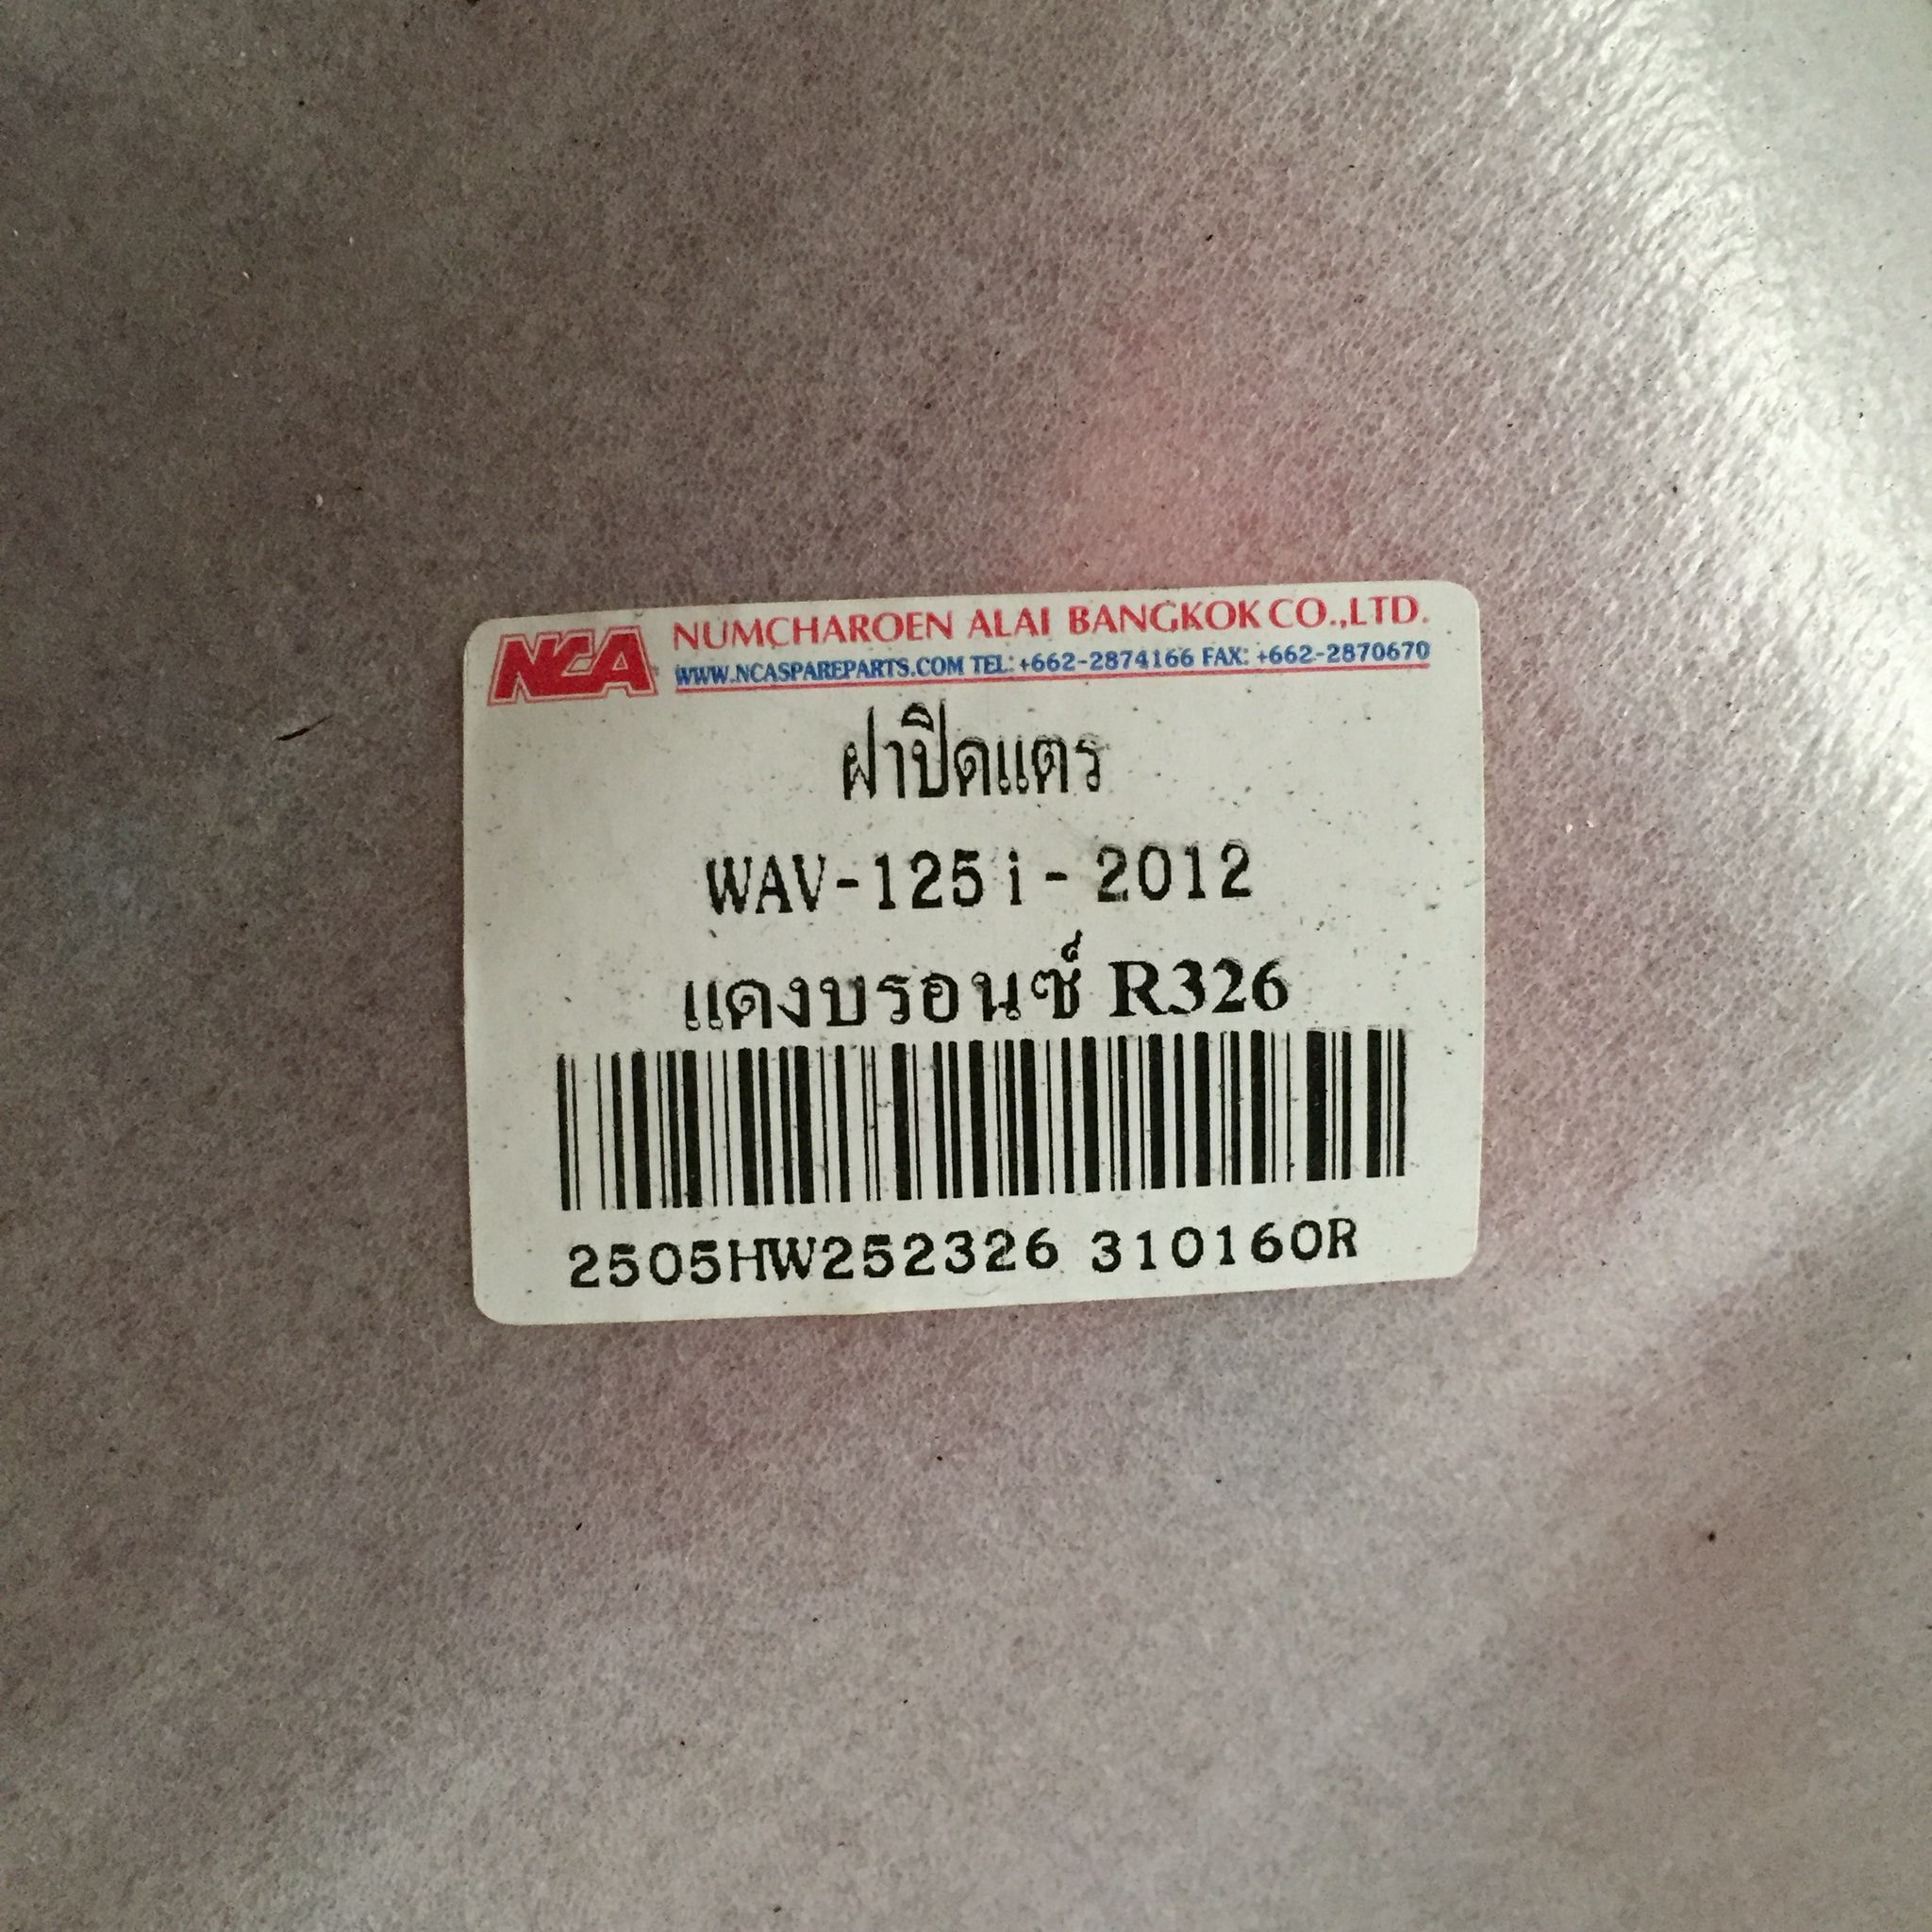 NCA NUMCHAROEN ALAI BANGKOK CO.,LTD.
WWW.NCASPAREPARTS.COM TEL: +662-2874166 FAX: +662-2870670
ฝาปิดแตร
WAV-125i-2012
แดงบรอนซ์ R326
2505HW252326 310160R